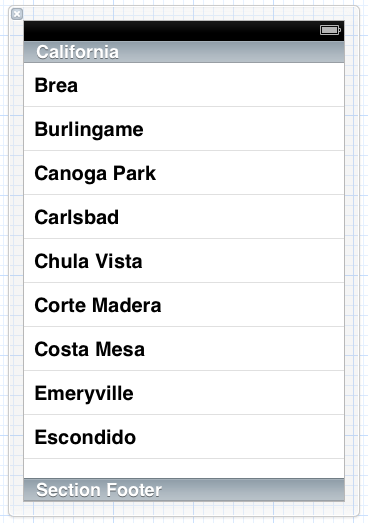 California
Brea
Burlingame
Canoga Park
Carlsbad
Chula Vista
Corte Madera
Costa Mesa
Emeryville
Escondido
Section Footer